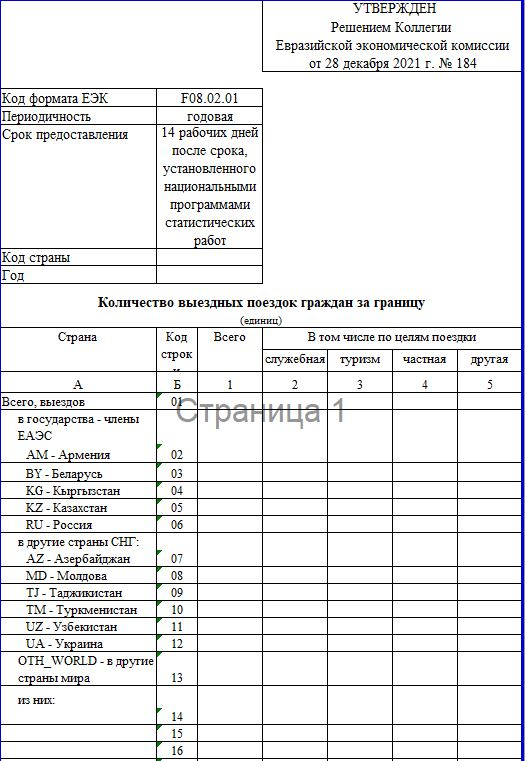 УТВЕРЖДЕН
Решением Коллегии
Евразийской экономической комиссии
от 28 декабря 2021 г. № 184
Код формата ЕЭК F08.02.01
Периодичность годовая
Срок предоставления 14 рабочих дней
после срока,
установленного
национальными
программами
статистических
работ
Код страны
Год
Количество выездных поездок граждан за границу
(единиц)
Страна Код Всего В том числе по целям поездки
строк
и
служебная туризм частная другая
А Б 1 2 3 4 5
Всего, выездов 01
Страница 1
в государства - члены
ЕАЭС
AM - Армения 02
BY - Беларусь 03
KG - Кыргызстан 04
KZ - Казахстан 05
RU - Россия 06
в другие страны СНГ:
AZ - Азербайджан 07
MD - Молдова 08
TJ - Таджикистан 09
TM - Туркменистан 10
UZ - Узбекистан 11
UA - Украина 12
OTH_WORLD - в другие
страны мира 13
из них:
14
15
16